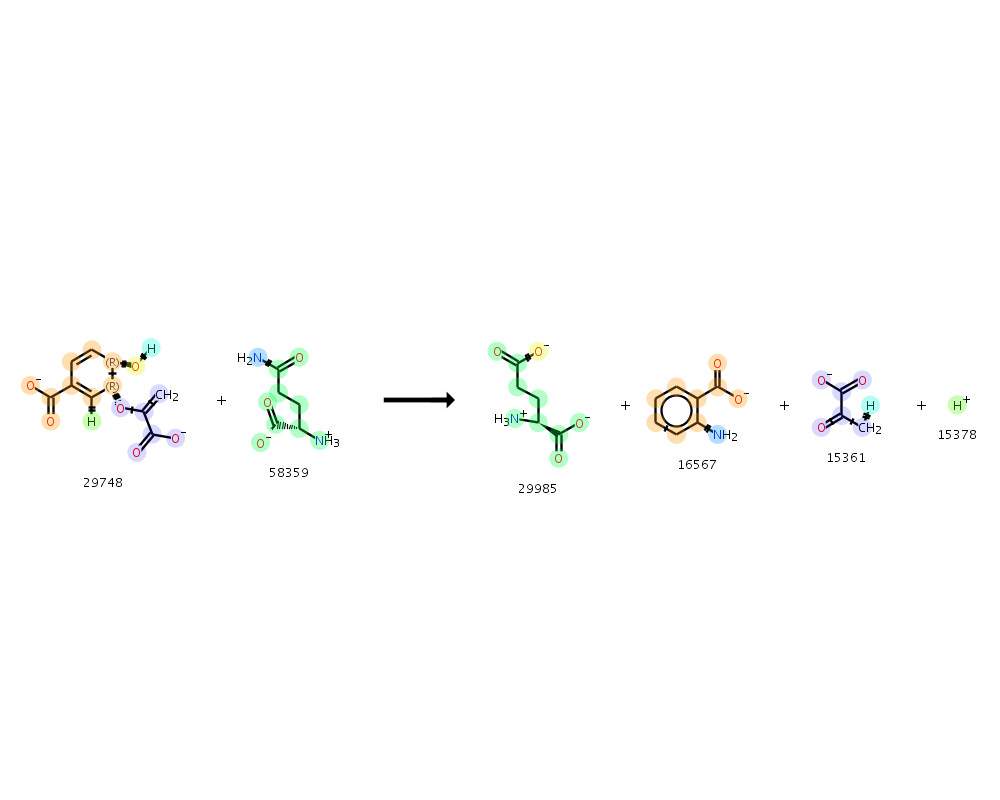 H
(R) O
H₂N O
O O⁻
O
O⁻ O
(R)
CH₂
O⁻
O
H
O
H₃N⁺
O⁻
H
O⁻
NH₂
O
CH₂
H⁺
O
O⁻
O
O⁻
NH₃⁺
O
O
+ + + +
29748
58359
29985
16567
15361
15378